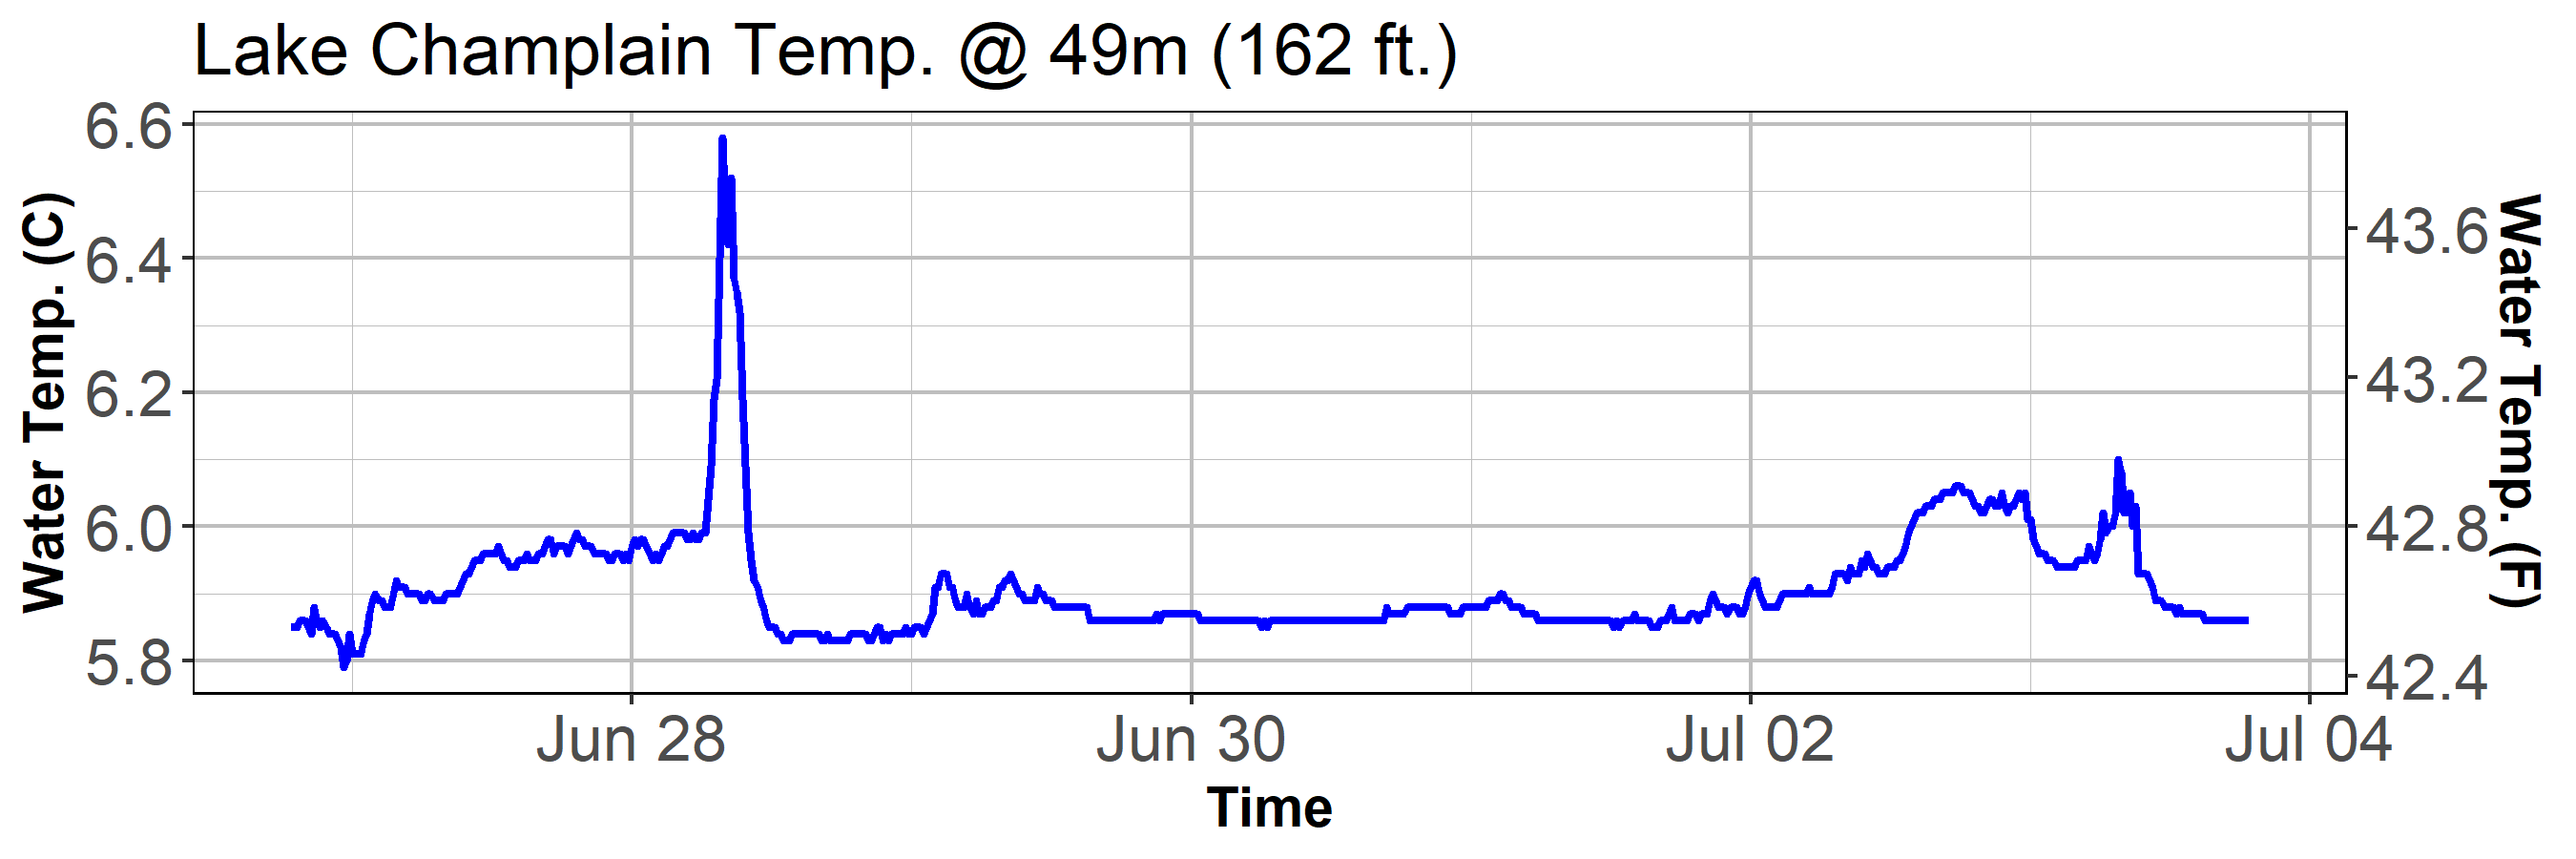 Lake Champlain Temp. @ 49m (162 ft.)
Water Temp. (C)
6.6
6.4
6.2
6.0
5.8
43.6
43.2
42.8
42.4
Water Temp. (F)
Jun 28
Jun 30
Jul 02
Jul 04
Time